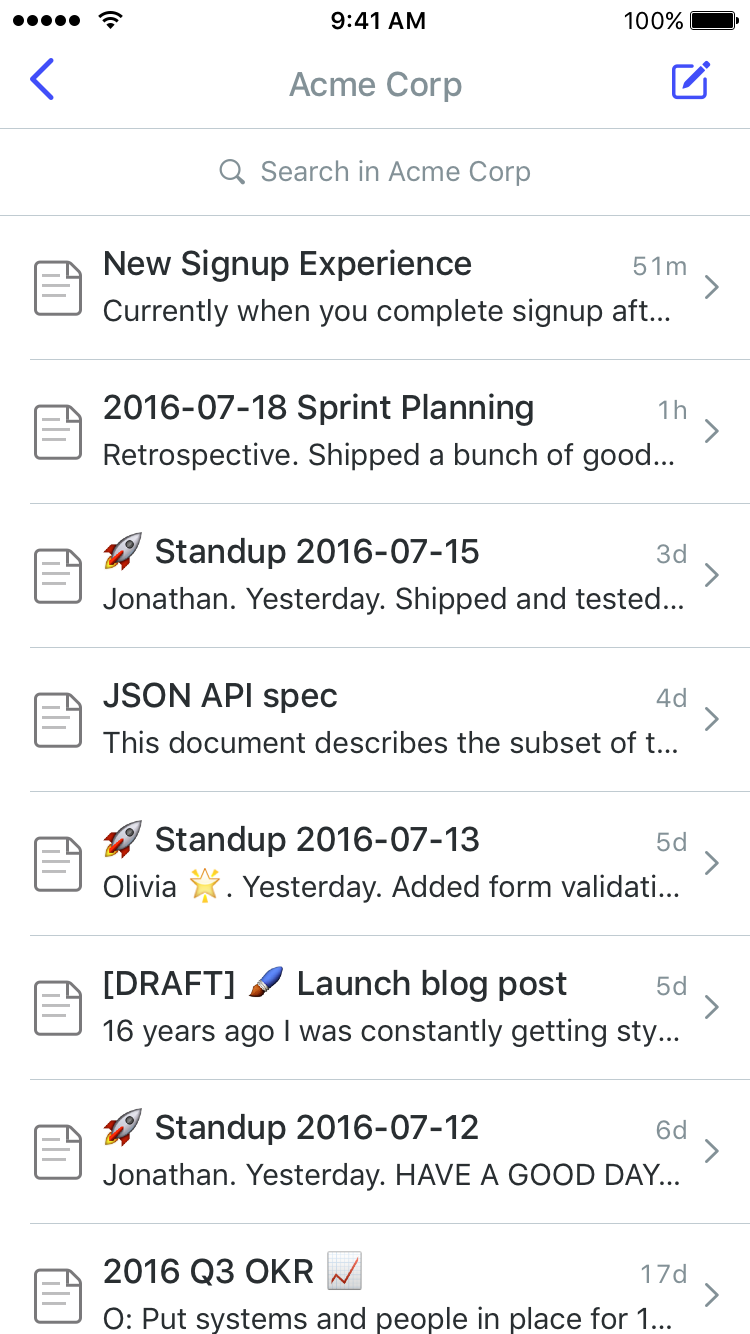 9:41 AM 100%
Acme Corp
Search in Acme Corp
New Signup Experience 51m
Currently when you complete signup aft...
2016-07-18 Sprint Planning 1h
Retrospective. Shipped a bunch of good...
🚀 Standup 2016-07-15 3d
Jonathan. Yesterday. Shipped and tested...
JSON API spec 4d
This document describes the subset of t...
🚀 Standup 2016-07-13 5d
Olivia 🌟. Yesterday. Added form validati...
[DRAFT] 🖌️ Launch blog post 5d
16 years ago I was constantly getting sty...
🚀 Standup 2016-07-12 6d
Jonathan. Yesterday. HAVE A GOOD DAY...
2016 Q3 OKR 📈 17d
O: Put systems and people in place for 1...